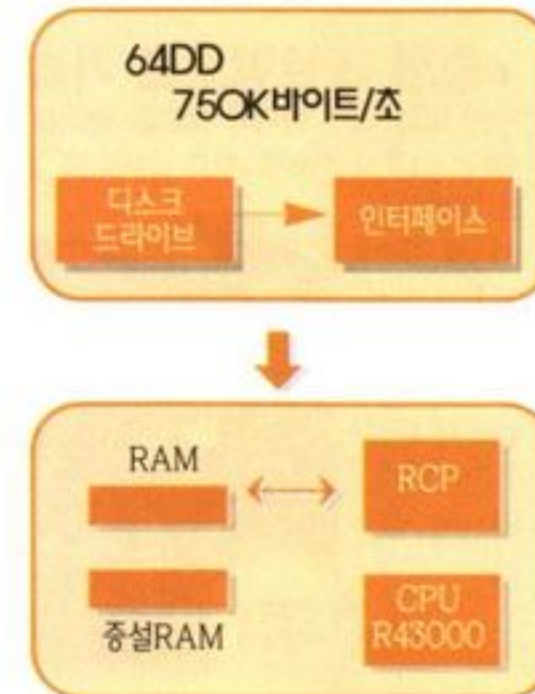 64DD
750K바이트/초
디스크
드라이브
인터페이스
RAM
RCP
증설RAM
CPU
R43000